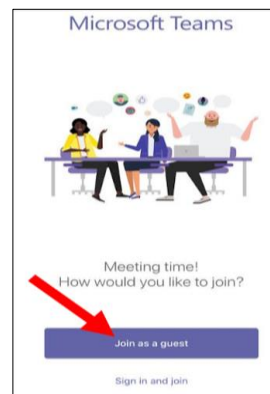 Microsoft Teams
Meeting time!
How would you like to join?
Join as a guest
Sign in and join